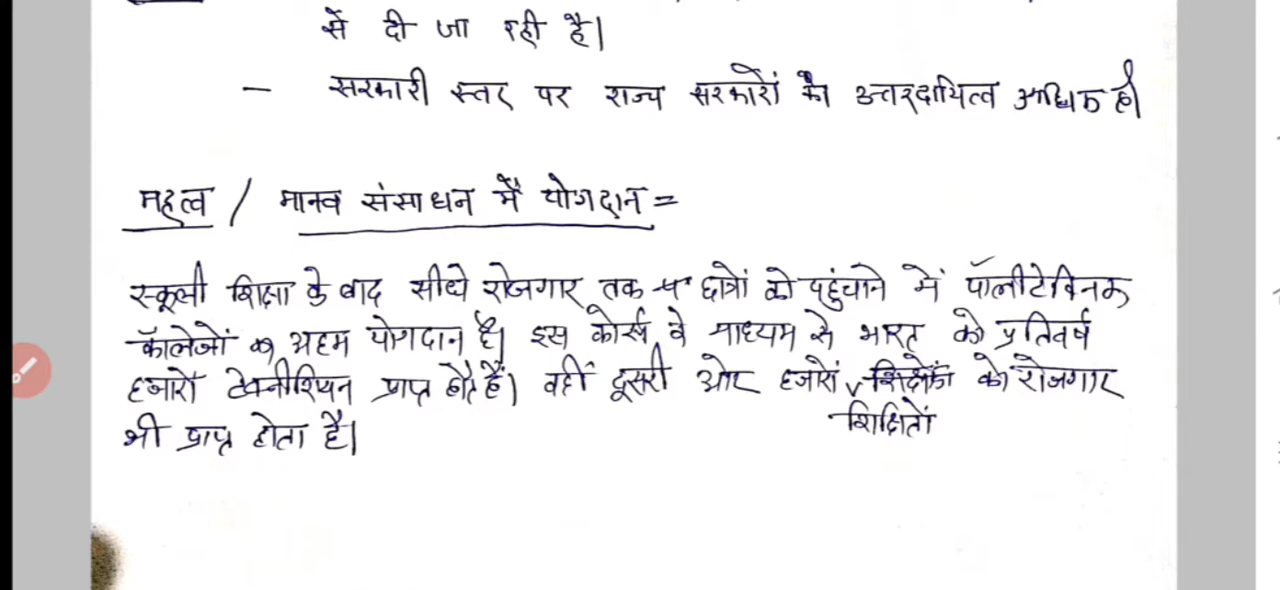 से दी जा रही है।
- सरकारी स्तर पर राज्य सरकारों का उत्तरदायित्व अधिक है।
महत्व / मानव संसाधन में योगदान =
स्कूली शिक्षा के बाद सीधे रोजगार तक छात्रों को पहुंचाने में पॉलीटेक्निक
कॉलेजों का अहम योगदान है। इस कोर्स के माध्यम से भारत को प्रतिवर्ष
हजारों टेक्नीशियन प्राप्त होते हैं। वहीं दूसरी ओर हजारों शिक्षकों को रोजगार
शिक्षितों
भी प्राप्त होता है।